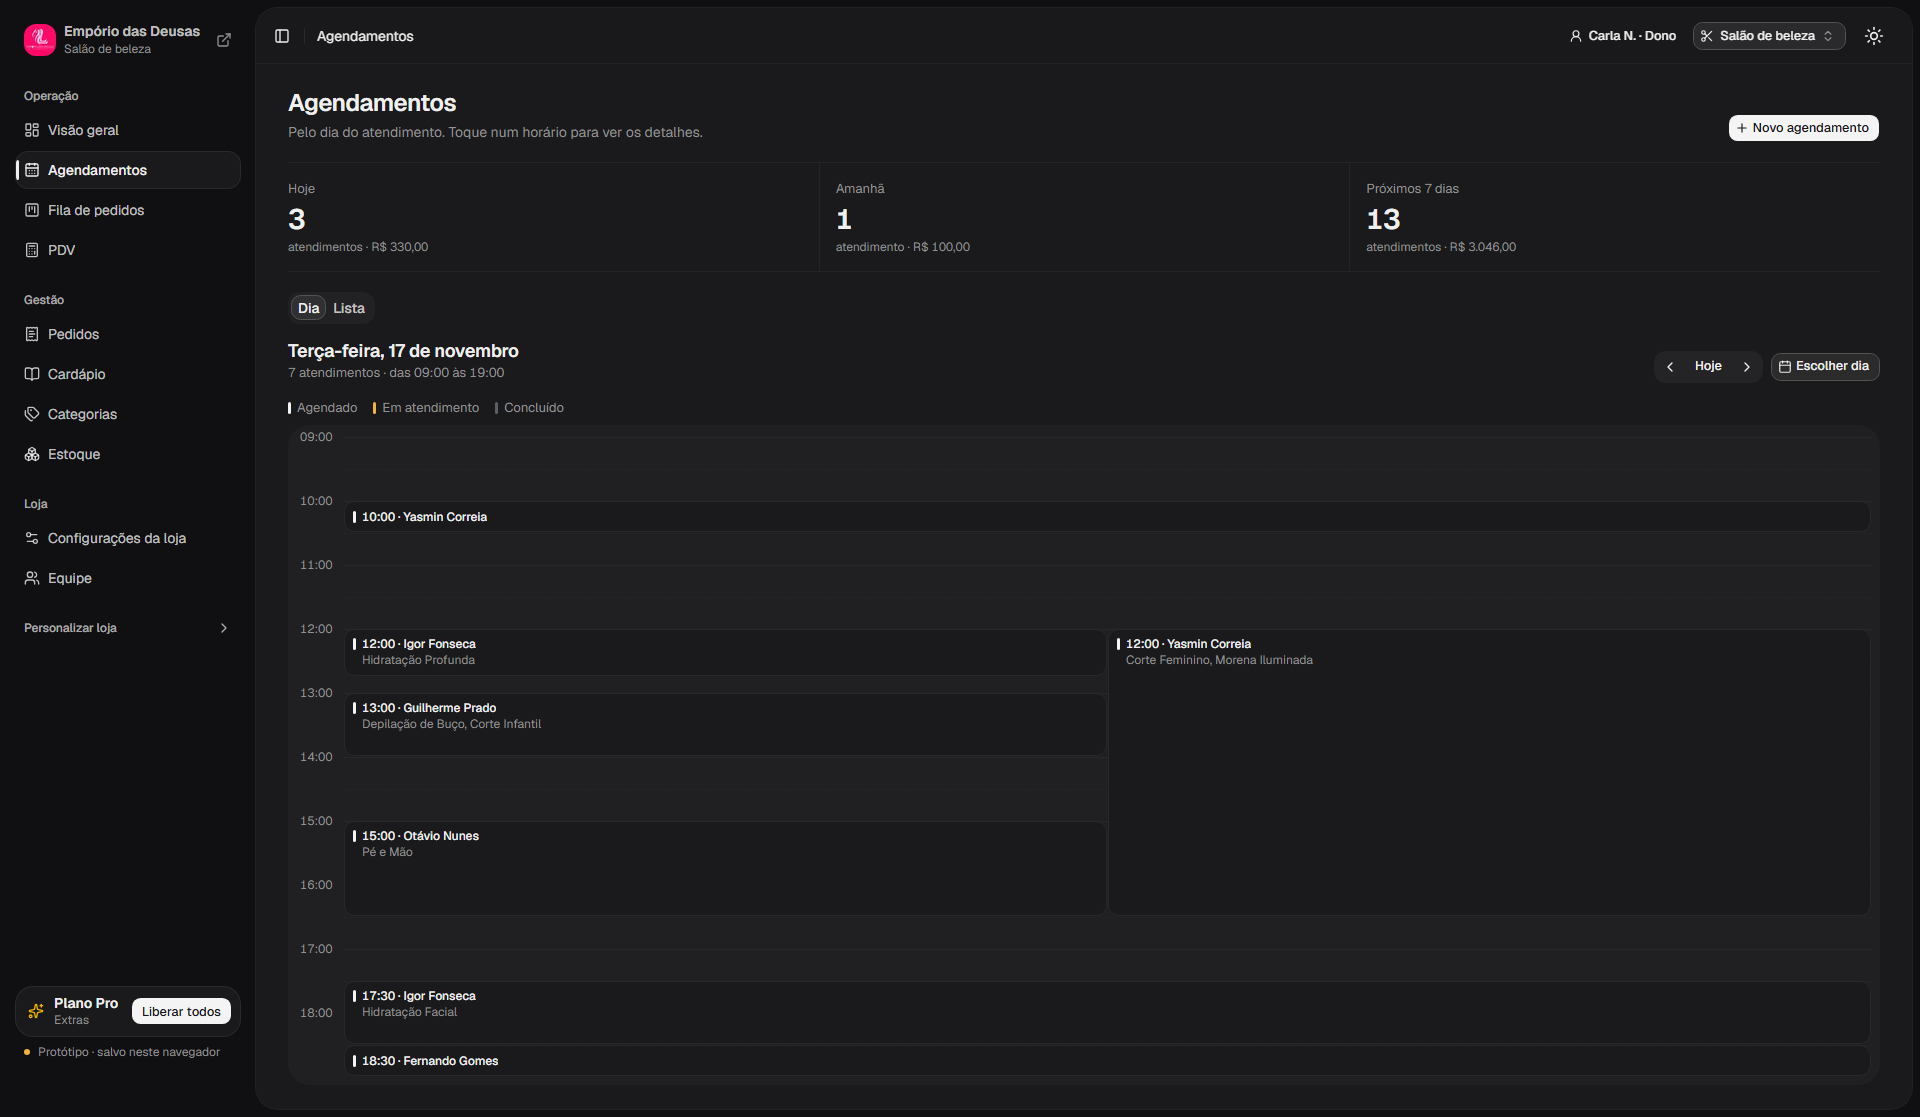 Empório das Deusas
Salão de beleza
Operação
Visão geral
Agendamentos
Fila de pedidos
PDV
Gestão
Pedidos
Cardápio
Categorias
Estoque
Loja
Configurações da loja
Equipe
Personalizar loja
Plano Pro
Extras
Liberar todos
Protótipo · salvo neste navegador
Agendamentos
Carla N. · Dono
Salão de beleza
Agendamentos
Pelo dia do atendimento. Toque num horário para ver os detalhes.
+ Novo agendamento
Hoje
3
atendimentos · R$ 330,00
Amanhã
1
atendimento · R$ 100,00
Próximos 7 dias
13
atendimentos · R$ 3.046,00
Dia
Lista
Terça-feira, 17 de novembro
7 atendimentos · das 09:00 às 19:00
Hoje
Escolher dia
Agendado
Em atendimento
Concluído
09:00
10:00
10:00 · Yasmin Correia
11:00
12:00
12:00 · Igor Fonseca
Hidratação Profunda
12:00 · Yasmin Correia
Corte Feminino, Morena Iluminada
13:00
13:00 · Guilherme Prado
Depilação de Buço, Corte Infantil
14:00
15:00
15:00 · Otávio Nunes
Pé e Mão
16:00
17:00
17:30 · Igor Fonseca
Hidratação Facial
18:00
18:30 · Fernando Gomes